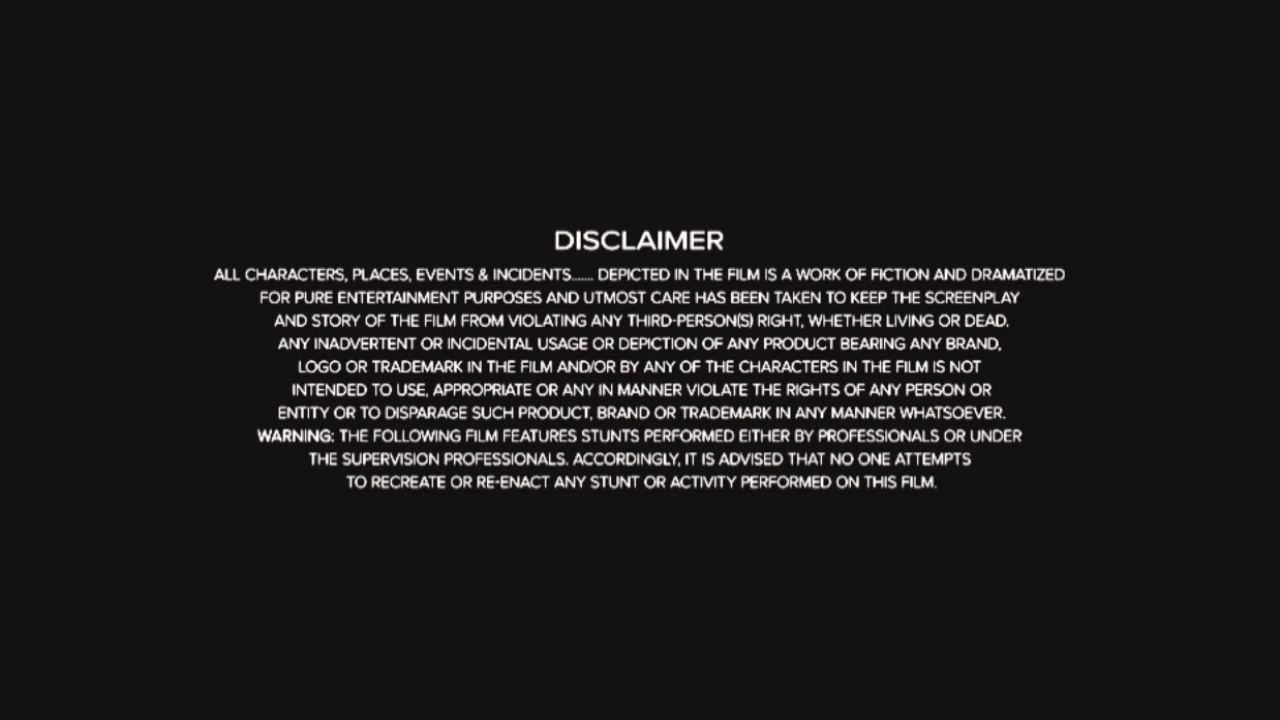 DISCLAIMER
ALL CHARACTERS, PLACES, EVENTS & INCIDENTS....... DEPICTED IN THE FILM IS A WORK OF FICTION AND DRAMATIZED
FOR PURE ENTERTAINMENT PURPOSES AND UTMOST CARE HAS BEEN TAKEN TO KEEP THE SCREENPLAY
AND STORY OF THE FILM FROM VIOLATING ANY THIRD-PERSON(S) RIGHT, WHETHER LIVING OR DEAD.
ANY INADVERTENT OR INCIDENTAL USAGE OR DEPICTION OF ANY PRODUCT BEARING ANY BRAND,
LOGO OR TRADEMARK IN THE FILM AND/OR BY ANY OF THE CHARACTERS IN THE FILM IS NOT
INTENDED TO USE, APPROPRIATE OR ANY IN MANNER VIOLATE THE RIGHTS OF ANY PERSON OR
ENTITY OR TO DISPARAGE SUCH PRODUCT, BRAND OR TRADEMARK IN ANY MANNER WHATSOEVER.
WARNING: THE FOLLOWING FILM FEATURES STUNTS PERFORMED EITHER BY PROFESSIONALS OR UNDER
THE SUPERVISION PROFESSIONALS. ACCORDINGLY, IT IS ADVISED THAT NO ONE ATTEMPTS
TO RECREATE OR RE-ENACT ANY STUNT OR ACTIVITY PERFORMED ON THIS FILM.